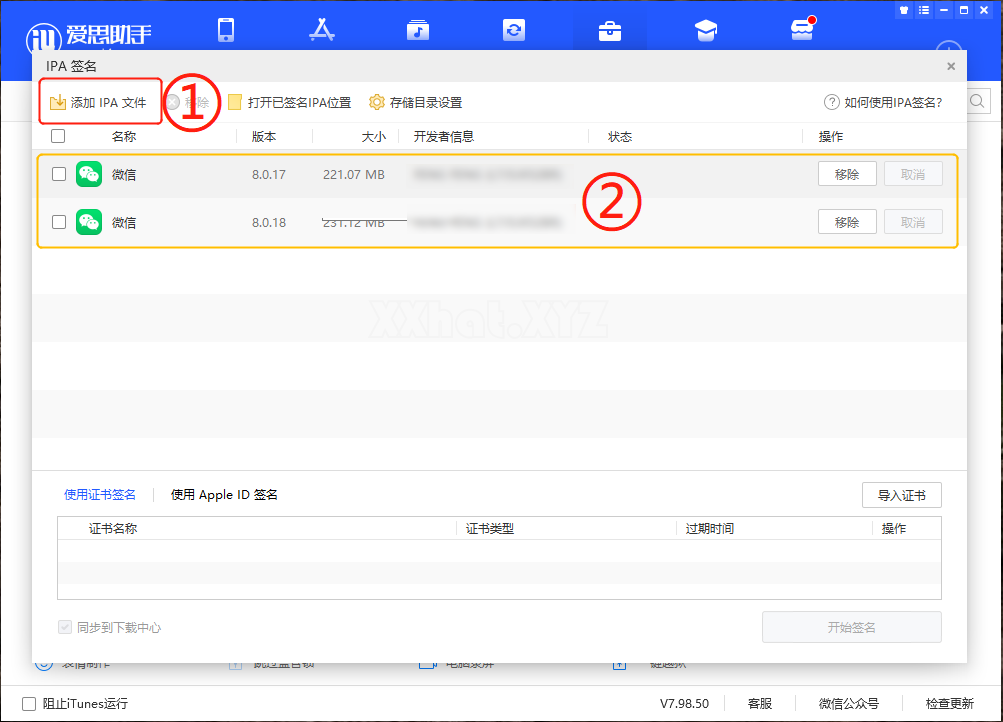 爱思助手
IPA 签名
添加 IPA 文件 ① 移除 打开已签名IPA位置 存储目录设置 如何使用IPA签名?
名称 版本 大小 开发者信息 状态 操作
微信 8.0.17 221.07 MB 移除 取消
②
微信 8.0.18 231.12 MB 移除 取消
XXhat.XYZ
使用证书签名 使用 Apple ID 签名 导入证书
证书名称 证书类型 过期时间 操作
同步到下载中心 开始签名
表情制作
阻止iTunes运行 V7.98.50 客服 微信公众号 检查更新